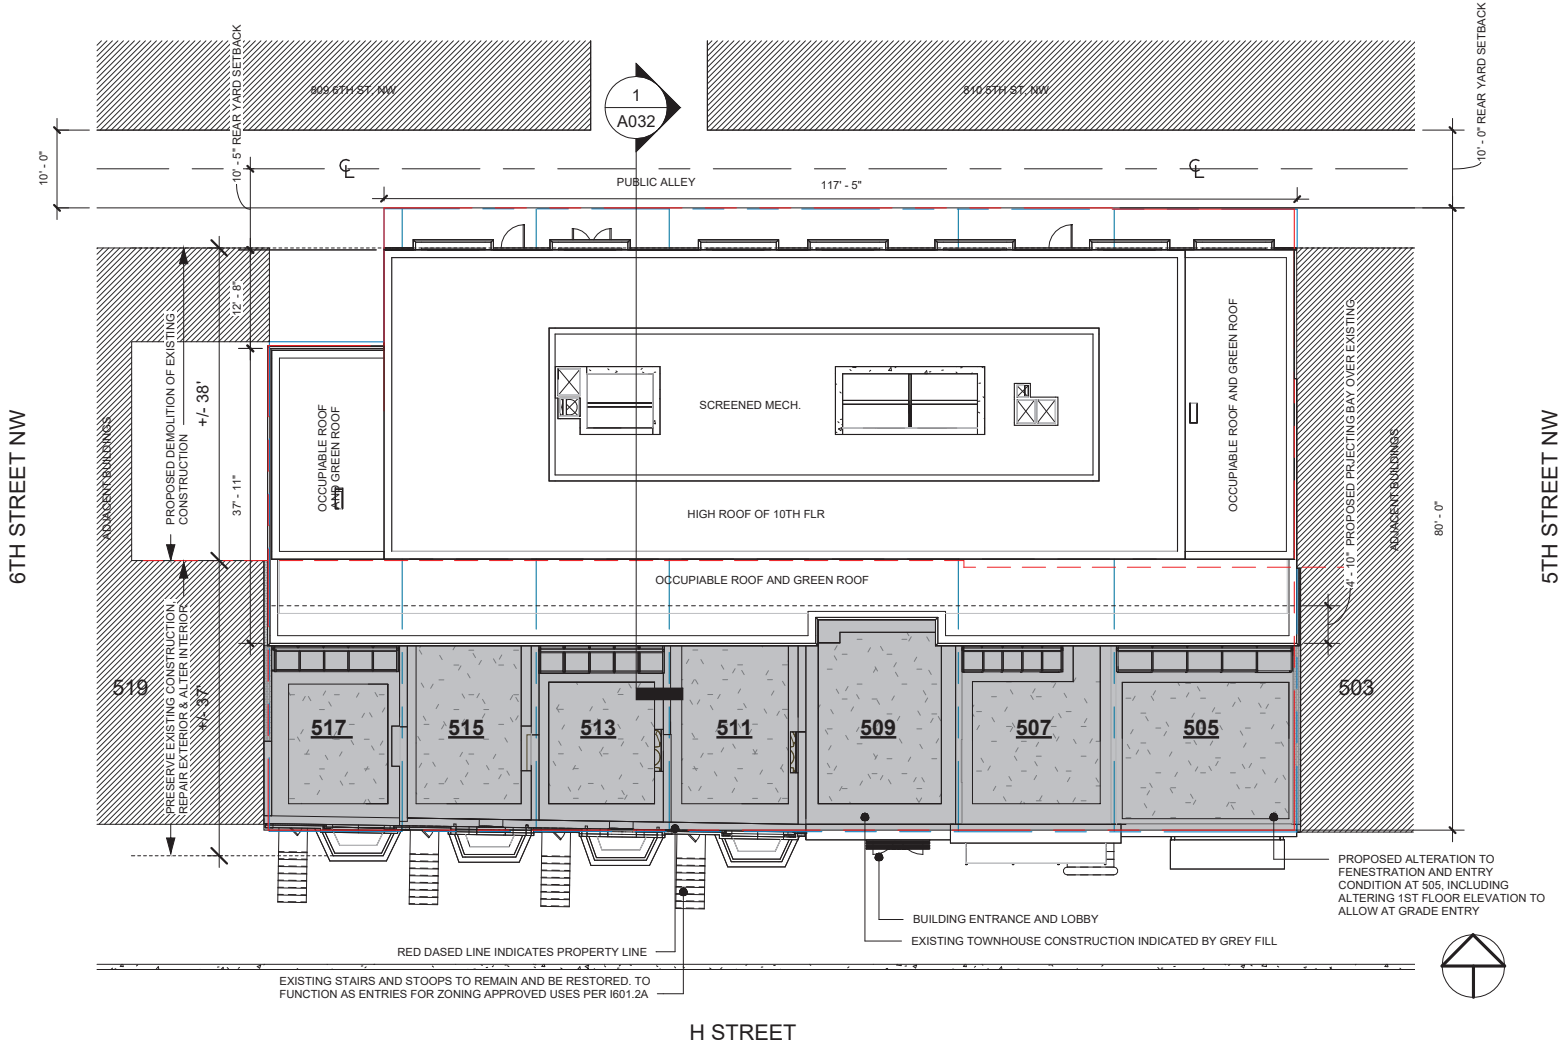 10' - 5" REAR YARD SETBACK
10' - 0" REAR YARD SETBACK
809 6TH ST, NW
1
A032
810 5TH ST, NW
10' - 0"
CL
CL
PUBLIC ALLEY
117' - 5"
12' - 8"
37' - 11"
+/- 38'
PROPOSED DEMOLITION OF EXISTING
CONSTRUCTION
ADJACENT BUILDINGS
6TH STREET NW
OCCUPIABLE ROOF
AND GREEN ROOF
SCREENED MECH.
HIGH ROOF OF 10TH FLR
OCCUPIABLE ROOF AND GREEN ROOF
4' - 10" PROPOSED PRJECTING BAY OVER EXISTING
ADJACENT BUILDINGS
80' - 0"
5TH STREET NW
OCCUPIABLE ROOF AND GREEN ROOF
PRESERVE EXISTING CONSTRUCTION,
REPAIR EXTERIOR & ALTER INTERIOR
+/- 37'
519
517
515
513
511
509
507
505
503
PROPOSED ALTERATION TO
FENESTRATION AND ENTRY
CONDITION AT 505, INCLUDING
ALTERING 1ST FLOOR ELEVATION TO
ALLOW AT GRADE ENTRY
BUILDING ENTRANCE AND LOBBY
EXISTING TOWNHOUSE CONSTRUCTION INDICATED BY GREY FILL
RED DASED LINE INDICATES PROPERTY LINE
EXISTING STAIRS AND STOOPS TO REMAIN AND BE RESTORED. TO
FUNCTION AS ENTRIES FOR ZONING APPROVED USES PER I601.2A
H STREET